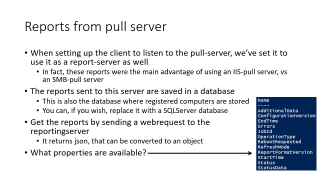 Reports from pull server
• When setting up the client to listen to the pull-server, we've set it to
use it as a report-server as well
• In fact, these reports were the main advantage of using an IIS-pull server, vs
an SMB-pull server
• The reports sent to this server are saved in a database
• This is also the database where registered computers are stored
• You can, if you wish, replace it with a SQLServer database
• Get the reports by sending a webrequest to the
reportingserver
• It returns json, that can be converted to an object
• What properties are available?
Name
----
AdditionalData
ConfigurationVersion
EndTime
Errors
JobId
OperationType
RebootRequested
RefreshMode
ReportFormatVersion
StartTime
Status
StatusData